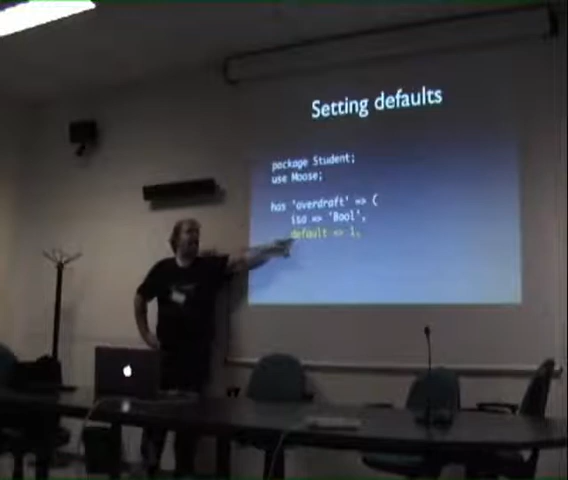 Setting defaults
package Student;
use Moose;
has 'overdraft' => (
isa => 'Bool',
default => 1,